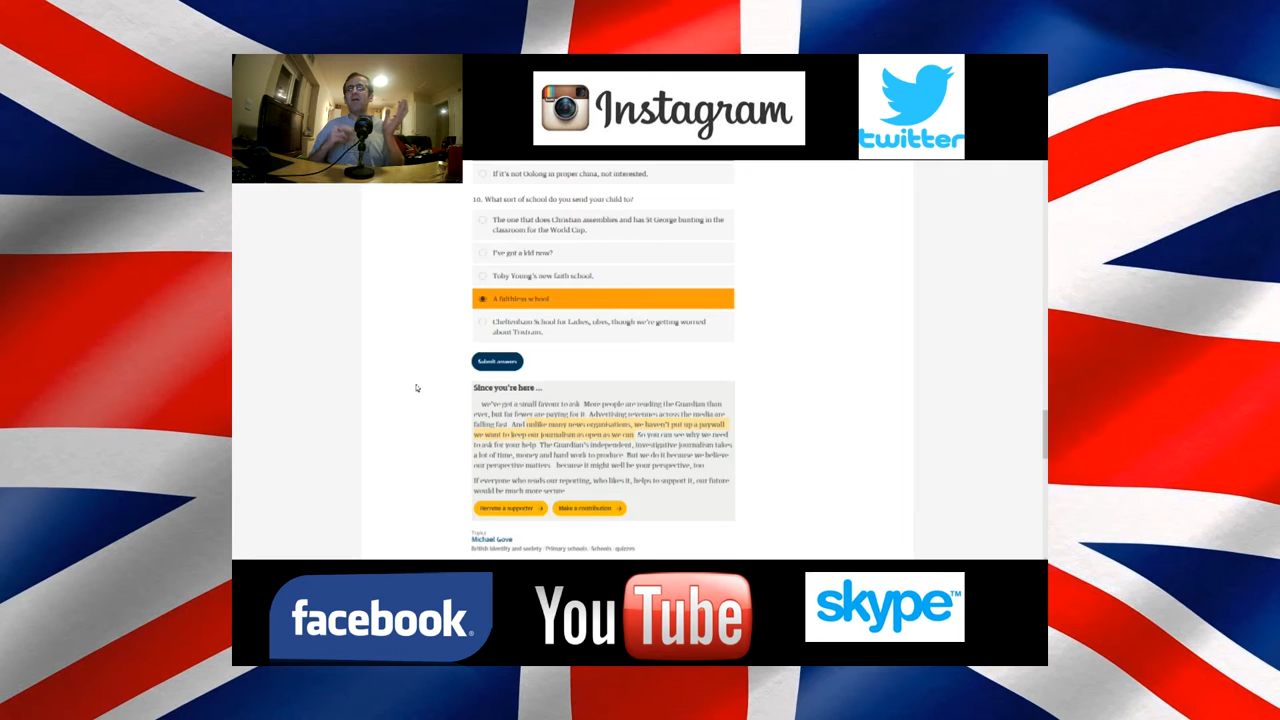 Instagram
twitter
If it's not Oolong in proper china, not interested.
10. What sort of school do you send your child to?
The one that does Christian assemblies and has St George bunting in the
classroom for the World Cup.
I've got a kid now?
Toby Young's new faith school.
A faithless school
Cheltenham School for Ladies, obvs, though we're getting worried
about Tristram.
Submit answers
Since you're here ...
we've got a small favour to ask More people are reading the Guardian than
ever, but far fewer are paying for it Advertising revenues across the media are
falling fast And unlike many news organisations, we haven't put up a paywall
we want to keep our journalism as open as we can So you can see why we need
to ask for your help The Guardian's independent, investigative journalism takes
a lot of time, money and hard work to produce But we do it because we believe
our perspective matters because it might well be your perspective, too
If everyone who reads our reporting, who likes it, helps to support it, our future
would be much more secure
Become a supporter
Make a contribution
Topics
Michael Gove
British identity and society Primary schools Schools quizzes
facebook
YouTube
skype™